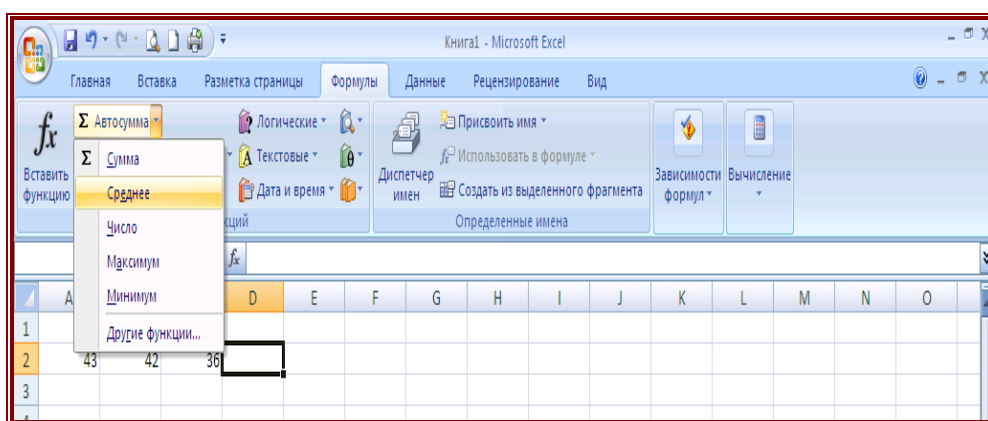 Книга1 - Microsoft Excel
Главная Вставка Разметка страницы Формулы Данные Рецензирование Вид
fx Вставить функцию
Σ Автосумма
Σ Сумма
Среднее
Число
Максимум
Минимум
Другие функции...
Логические
Текстовые
Дата и время
кций
Диспетчер имен
Присвоить имя
Использовать в формуле
Создать из выделенного фрагмента
Определенные имена
Зависимости формул
Вычисление
fx
A D E F G H I J K L M N O
1
2 43 42 36
3